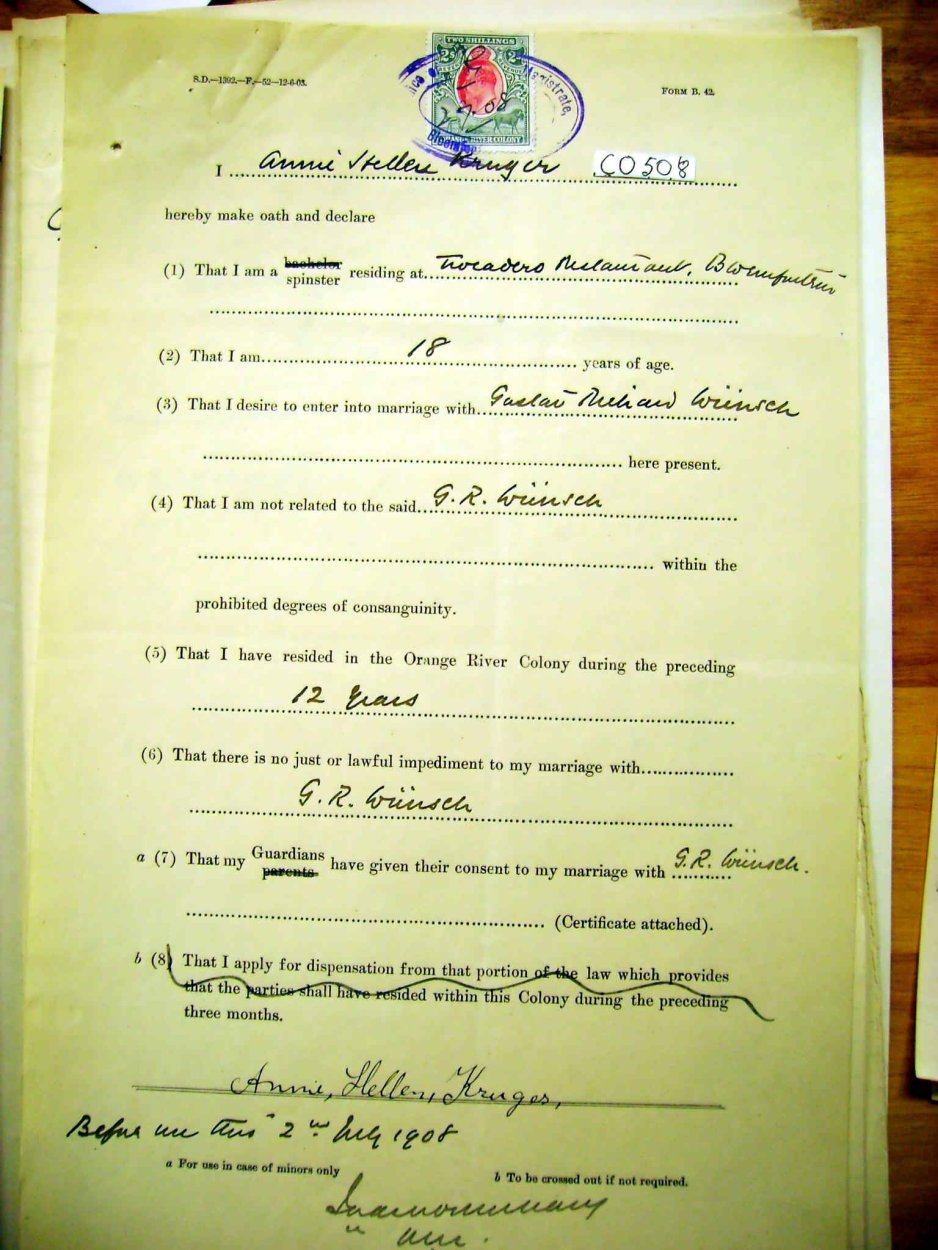 S.D.—1392.—F.—52—12-6-03.
FORM B. 42.
TWO SHILLINGS
2s 2s
ORANGE RIVER COLONY
Magistrate,
I Annie Hellen Kruger CO508
hereby make oath and declare
(1) That I am a bachelor spinster residing at Trocadero Restaurant, Bloemfontein
(2) That I am 18 years of age.
(3) That I desire to enter into marriage with Gustav Richard Wünsch
here present.
(4) That I am not related to the said G. R. Wünsch
within the
prohibited degrees of consanguinity.
(5) That I have resided in the Orange River Colony during the preceding
12 Years
(6) That there is no just or lawful impediment to my marriage with
G. R. Wünsch
a (7) That my Guardians parents have given their consent to my marriage with G. R. Wünsch.
(Certificate attached).
b (8) That I apply for dispensation from that portion of the law which provides
that the parties shall have resided within this Colony during the preceding
three months.
Annie, Hellen, Kruger,
Before me this 2nd July 1908
a For use in case of minors only
b To be crossed out if not required.